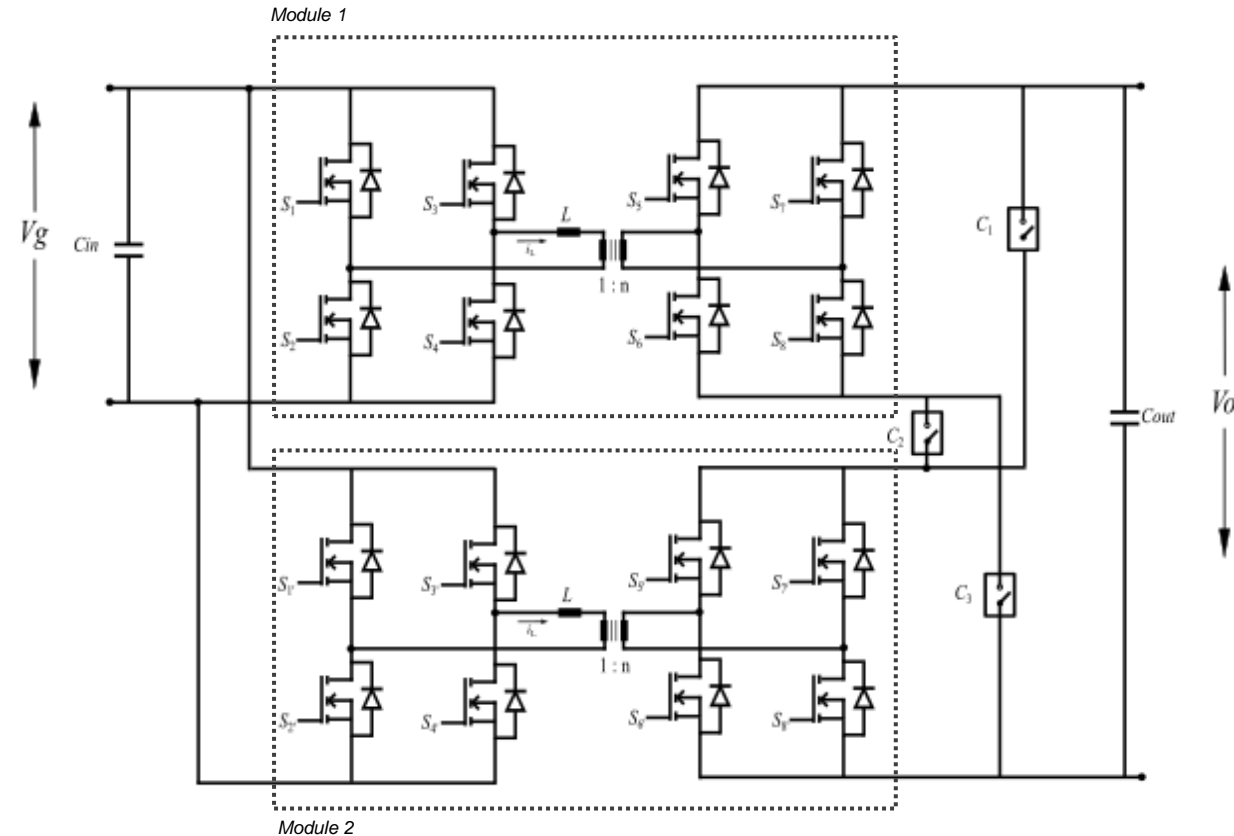 Module 1
Vg
Cin
S1
S3
S5
S7
L
iL
1 : n
C1
S2
S4
S6
S8
C2
Cout
Vo
S1'
S3'
S5'
S7
L
iL
1 : n
C3
S2'
S4
S8
S8
Module 2